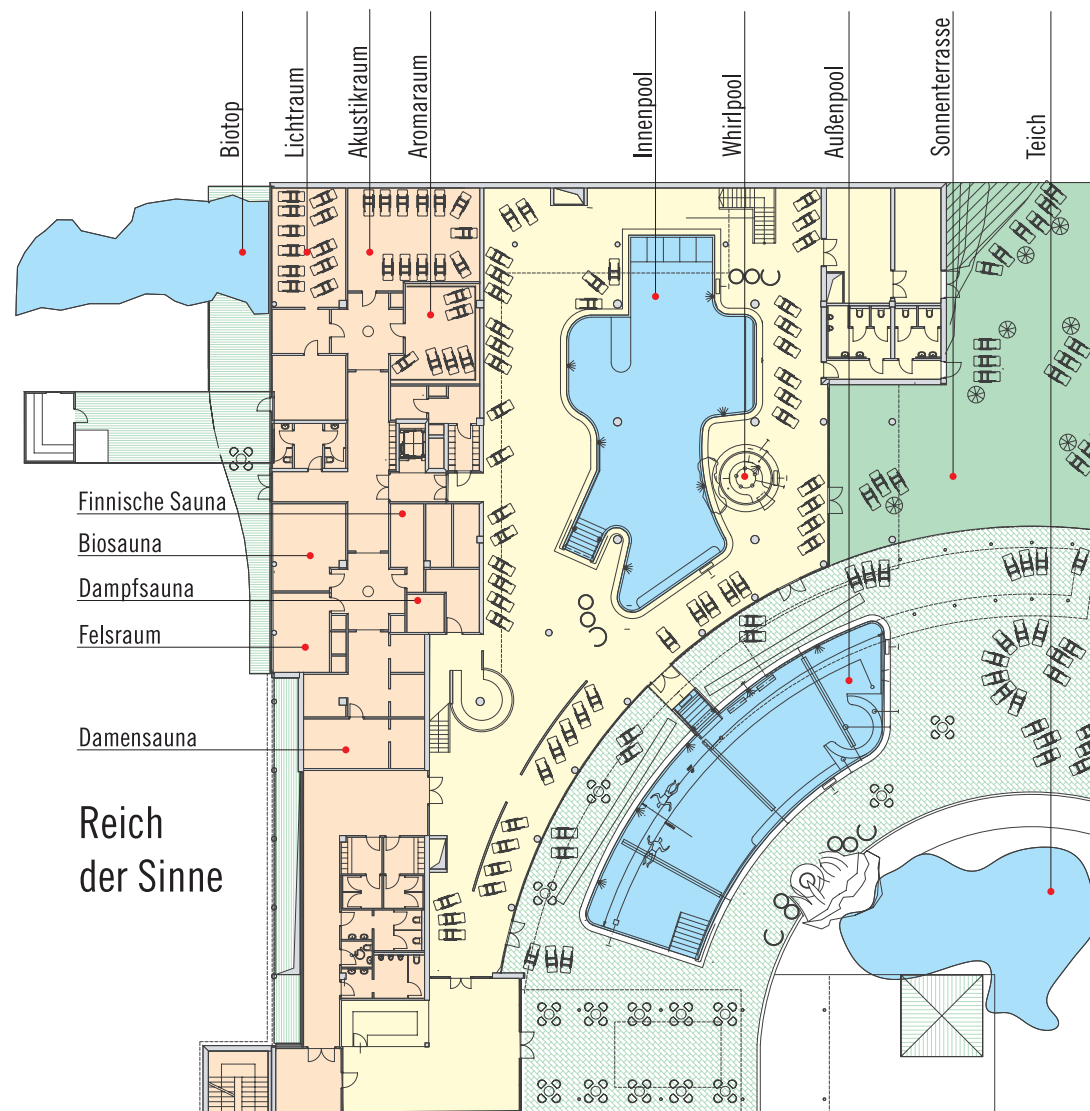 Biotop
Lichtraum
Akustikraum
Aromaraum
Innenpool
Whirlpool
Außenpool
Sonnenterrasse
Teich
Finnische Sauna
Biosauna
Dampfsauna
Felsraum
Damensauna
Reich
der Sinne